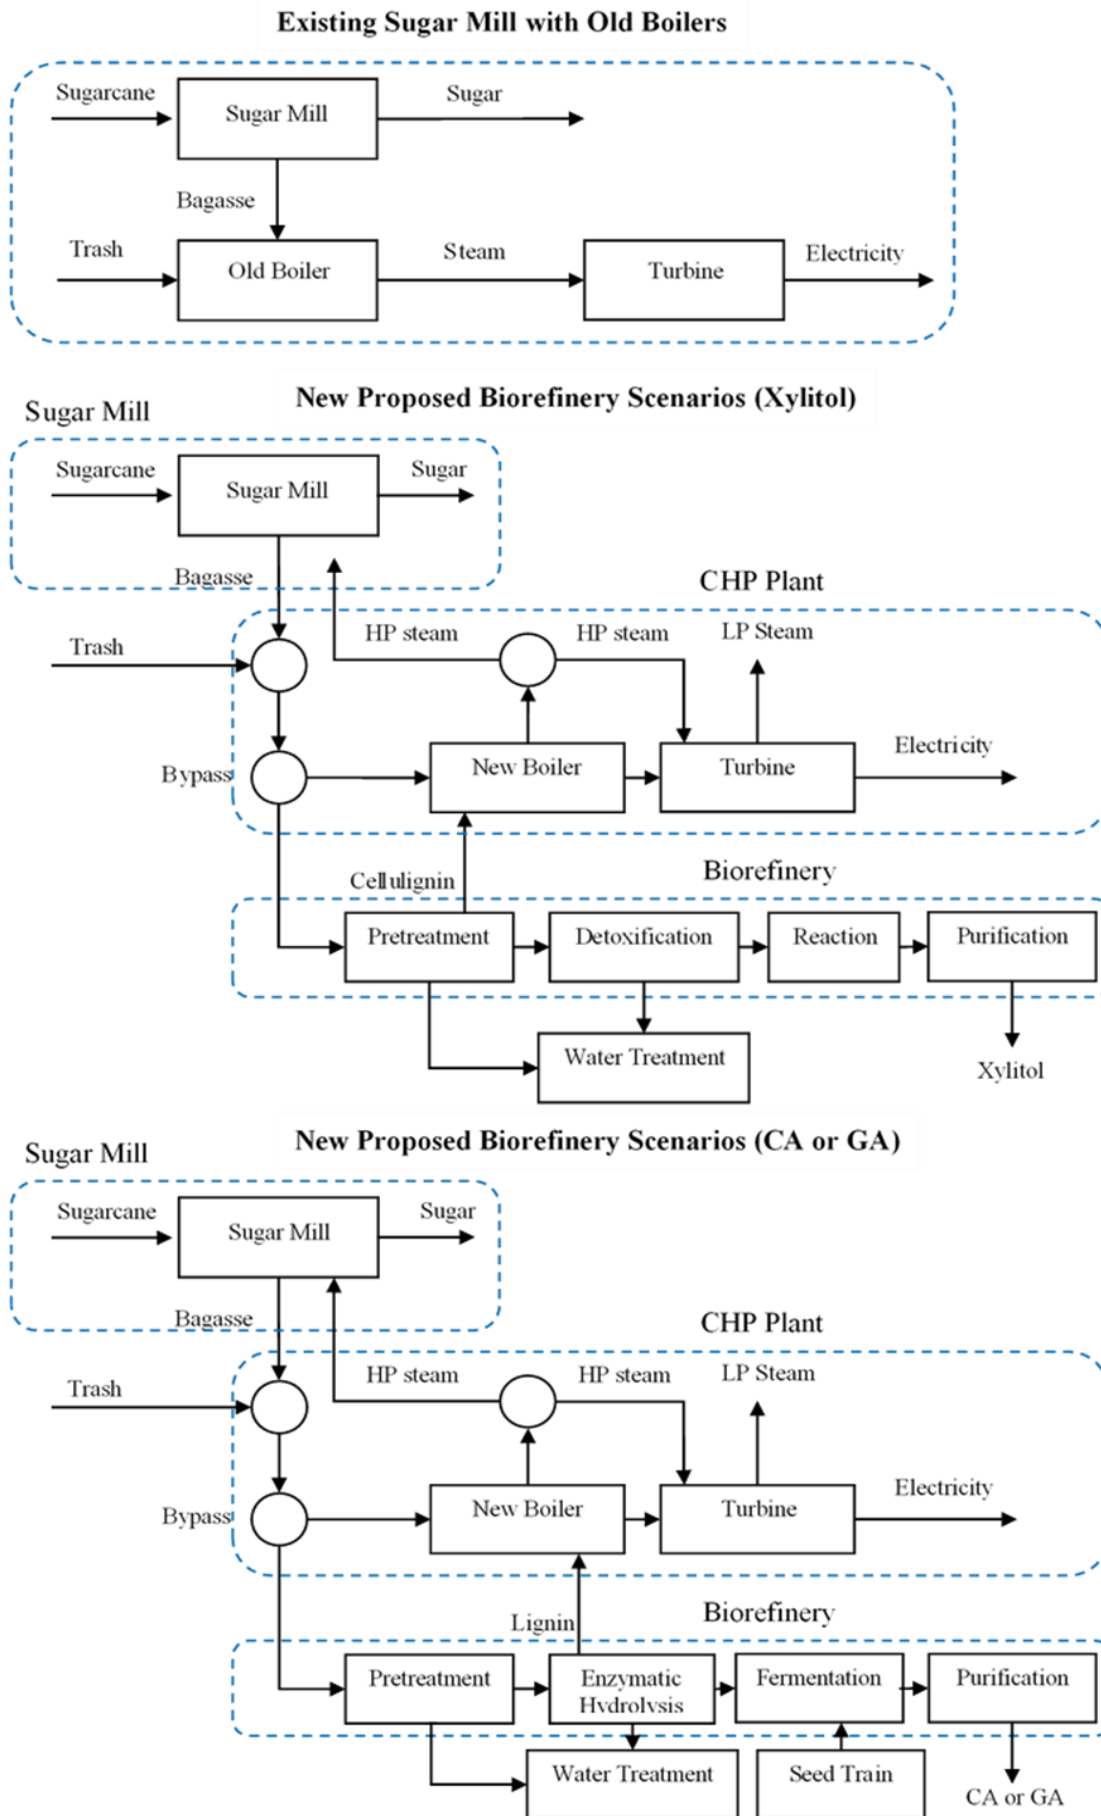 Existing Sugar Mill with Old Boilers
Sugarcane
Sugar Mill
Sugar
Bagasse
Trash
Old Boiler
Steam
Turbine
Electricity
New Proposed Biorefinery Scenarios (Xylitol)
Sugar Mill
Sugarcane
Sugar Mill
Sugar
Bagasse
CHP Plant
Trash
HP steam
HP steam
LP Steam
Bypass
New Boiler
Turbine
Electricity
Cellulignin
Biorefinery
Pretreatment
Detoxification
Reaction
Purification
Water Treatment
Xylitol
New Proposed Biorefinery Scenarios (CA or GA)
Sugar Mill
Sugarcane
Sugar Mill
Sugar
Bagasse
CHP Plant
Trash
HP steam
HP steam
LP Steam
Bypass
New Boiler
Turbine
Electricity
Lignin
Biorefinery
Pretreatment
Enzymatic
Hydrolysis
Fermentation
Purification
Water Treatment
Seed Train
CA or GA